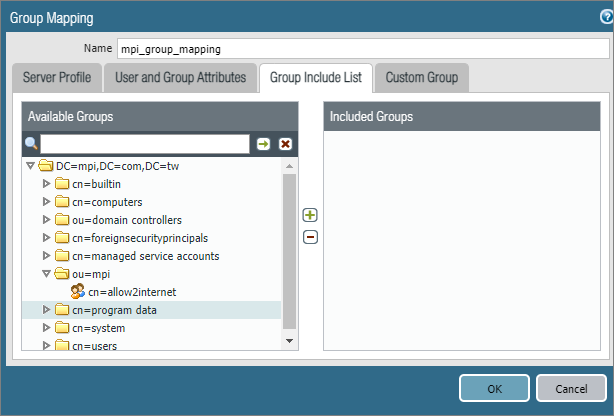 Group Mapping
Name mpi_group_mapping
Server Profile User and Group Attributes Group Include List Custom Group
Available Groups
Included Groups
DC=mpi,DC=com,DC=tw
cn=builtin
cn=computers
ou=domain controllers
cn=foreignsecurityprincipals
cn=managed service accounts
ou=mpi
cn=allow2internet
cn=program data
cn=system
cn=users
OK Cancel